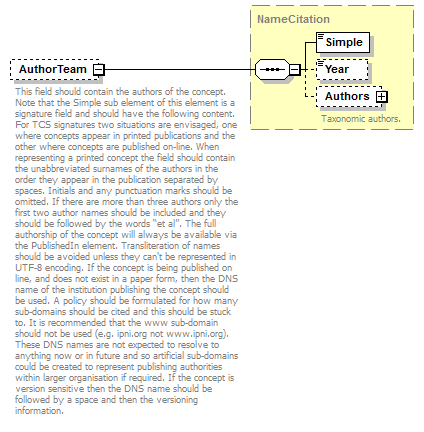 NameCitation
Simple
AuthorTeam
Year
Authors
Taxonomic authors.
This field should contain the authors of the concept.
Note that the Simple sub element of this element is a
signature field and should have the following content.
For TCS signatures two situations are envisaged, one
where concepts appear in printed publications and the
other where concepts are published on-line. When
representing a printed concept the field should contain
the unabbreviated surnames of the authors in the
order they appear in the publication separated by
spaces. Initials and any punctuation marks should be
omitted. If there are more than three authors only the
first two author names should be included and they
should be followed by the words "et al". The full
authorship of the concept will always be available via
the PublishedIn element. Transliteration of names
should be avoided unless they can't be represented in
UTF-8 encoding. If the concept is being published on
line, and does not exist in a paper form, then the DNS
name of the institution publishing the concept should
be used. A policy should be formulated for how many
sub-domains should be cited and this should be stuck
to. It is recommended that the www sub-domain
should not be used (e.g. ipni.org not www.ipni.org).
These DNS names are not expected to resolve to
anything now or in future and so artificial sub-domains
could be created to represent publishing authorities
within larger organisation if required. If the concept is
version sensitive then the DNS name should be
followed by a space and then the versioning
information.